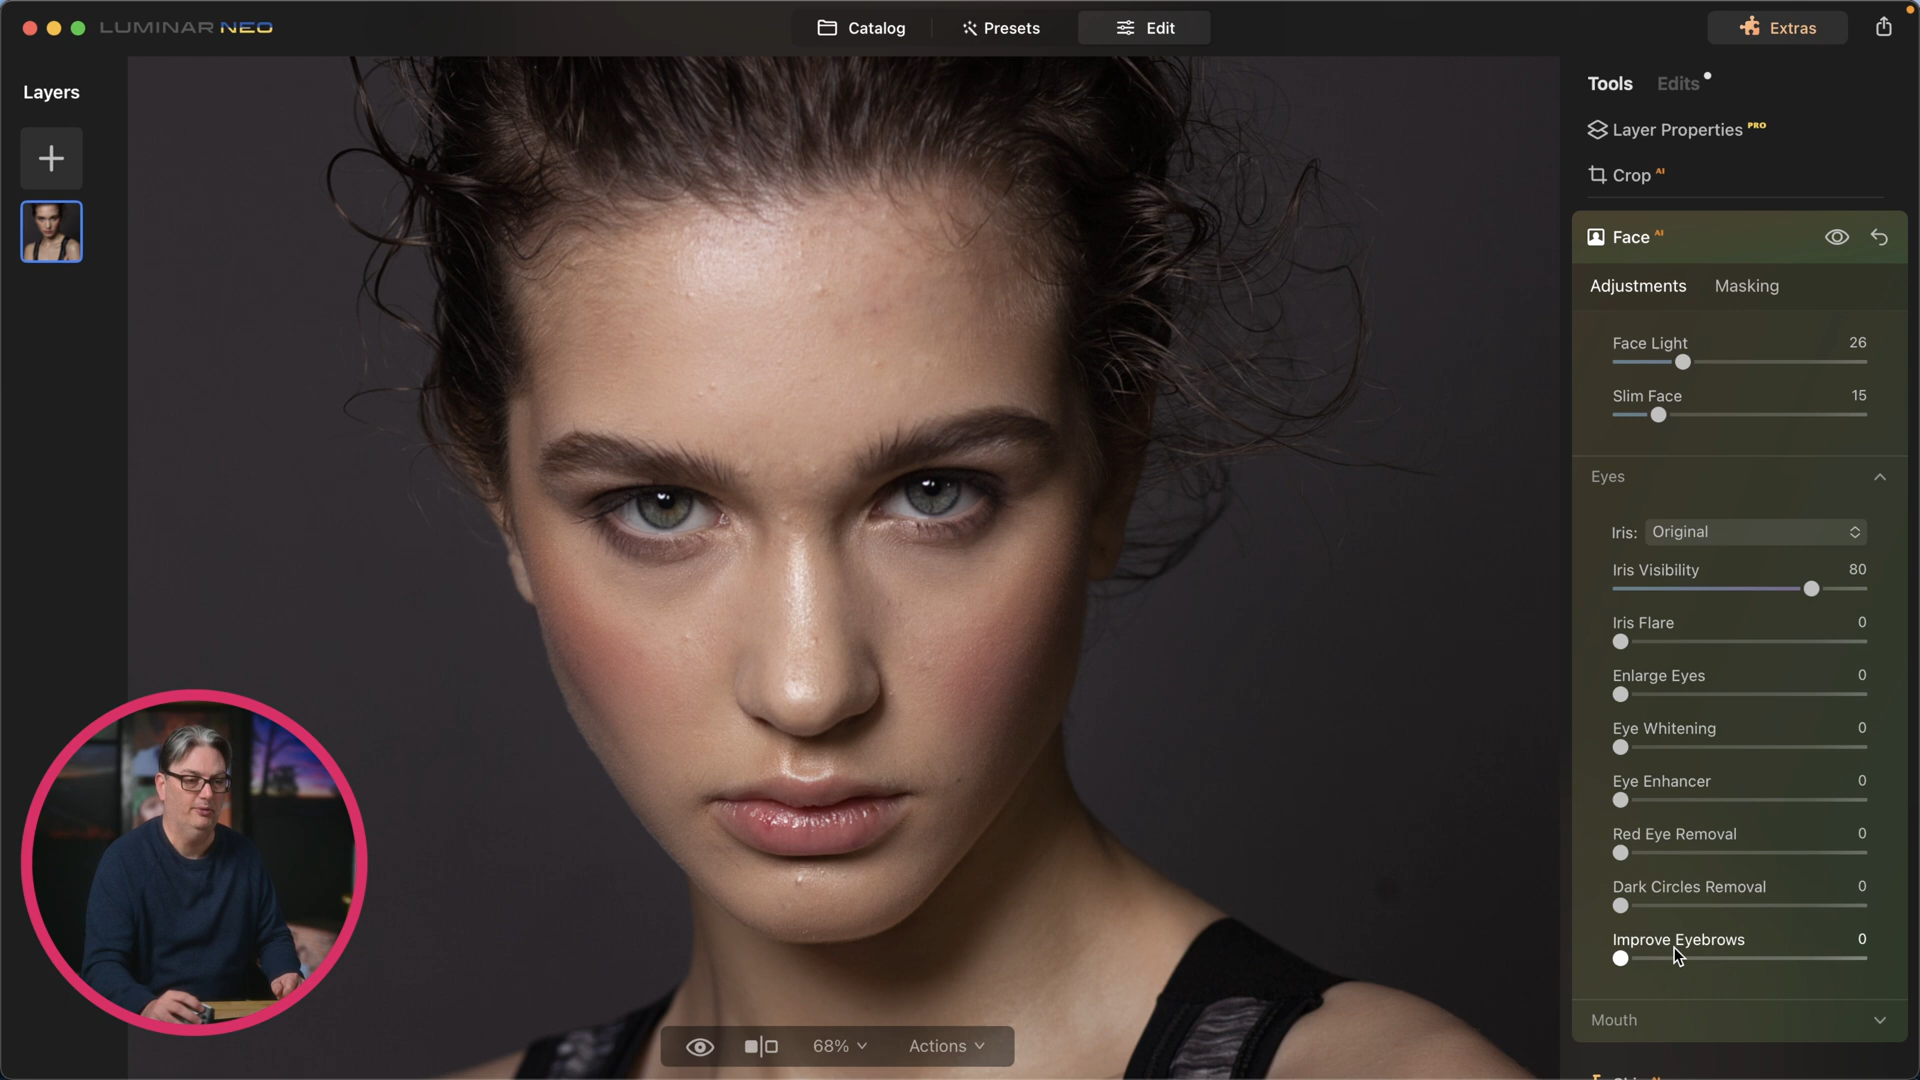 LUMINAR NEO
Catalog
Presets
Edit
Extras
Layers
Tools
Edits
Layer Properties PRO
Crop AI
Face AI
Adjustments
Masking
Face Light 26
Slim Face 15
Eyes
Iris: Original
Iris Visibility 80
Iris Flare 0
Enlarge Eyes 0
Eye Whitening 0
Eye Enhancer 0
Red Eye Removal 0
Dark Circles Removal 0
Improve Eyebrows 0
Mouth
68%
Actions